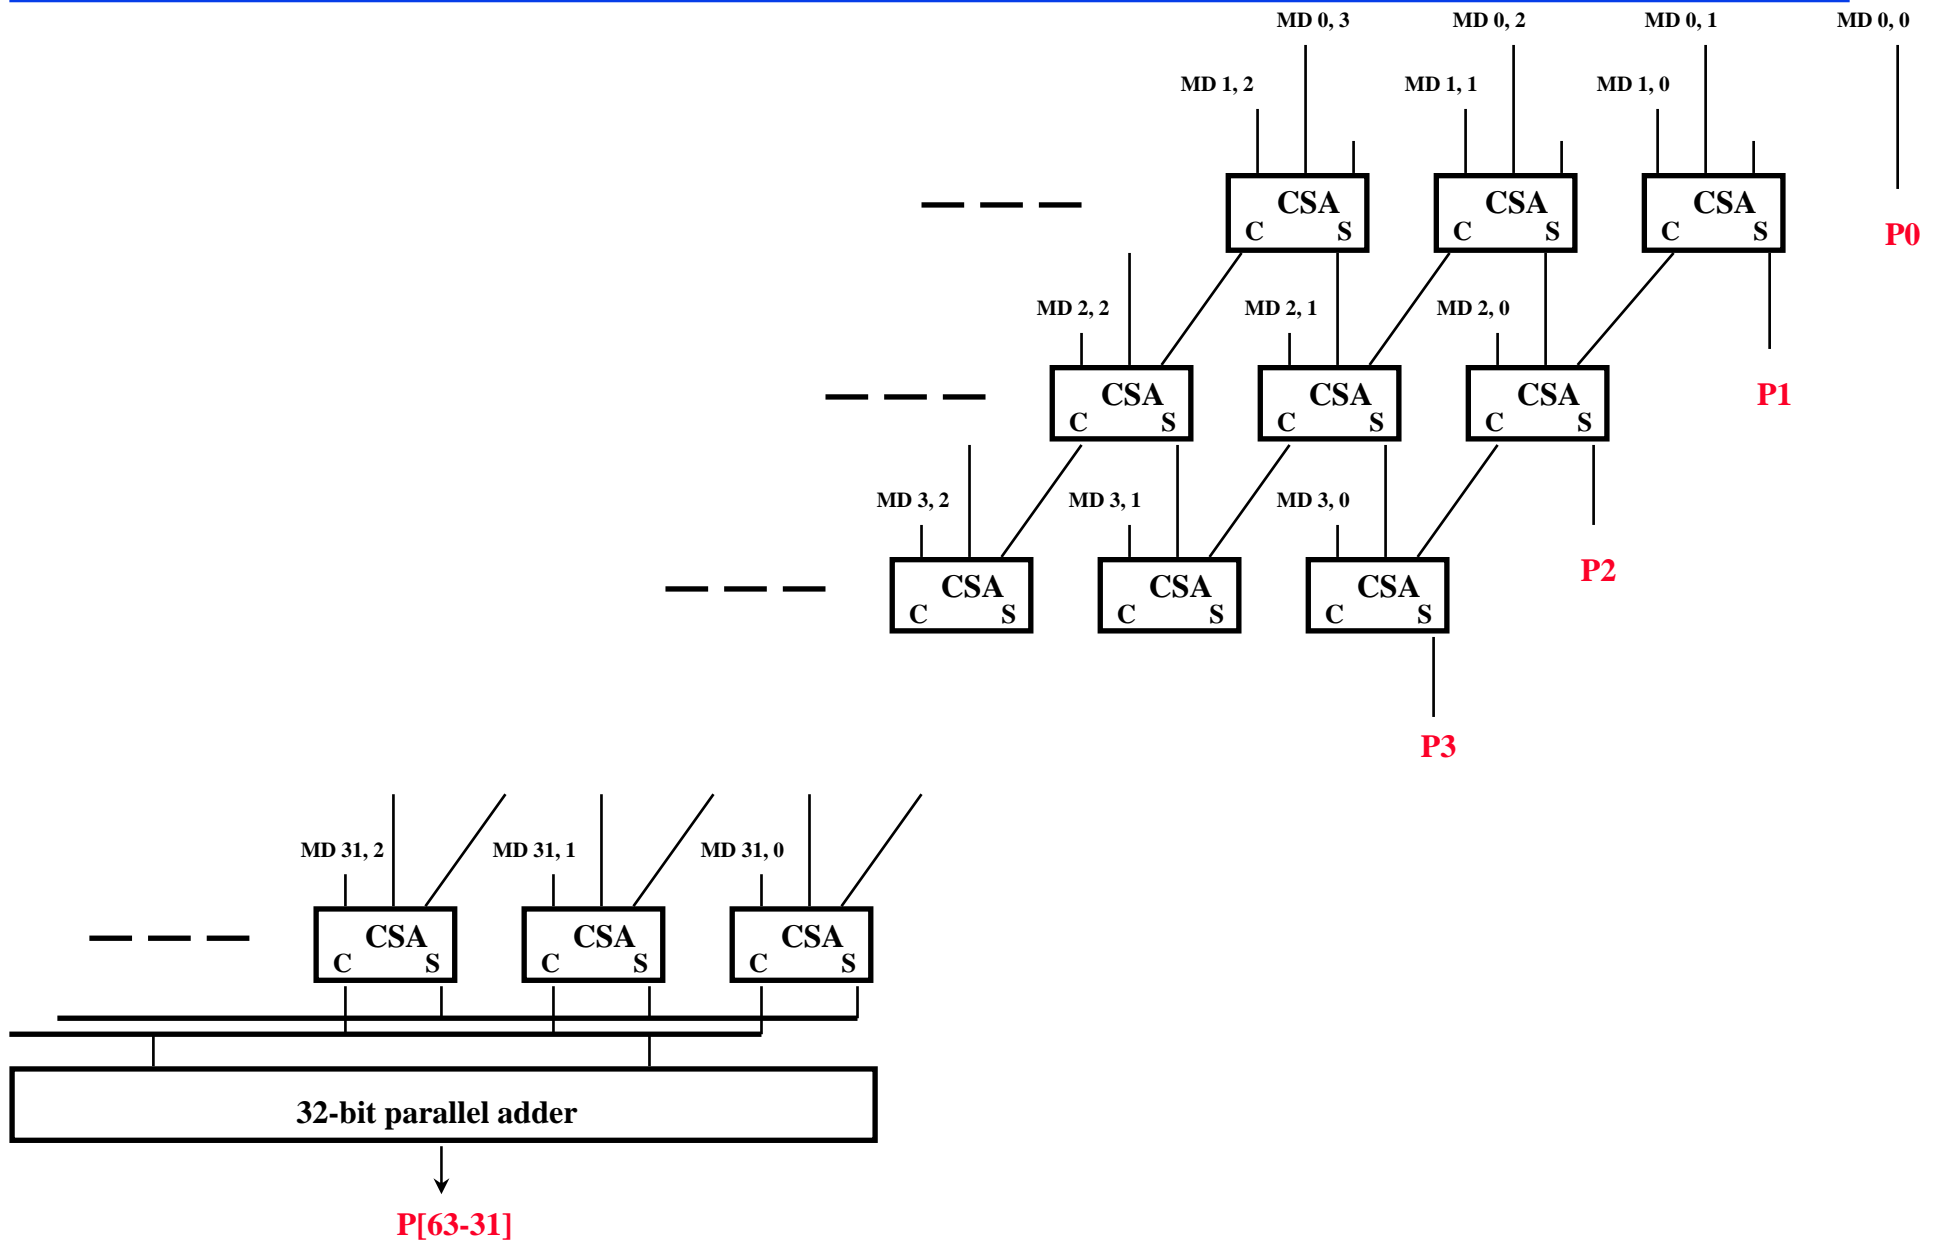 MD 0, 3 MD 0, 2 MD 0, 1 MD 0, 0
MD 1, 2 MD 1, 1 MD 1, 0
CSA CSA CSA
C S C S C S P0
MD 2, 2 MD 2, 1 MD 2, 0
CSA CSA CSA P1
C S C S C S
MD 3, 2 MD 3, 1 MD 3, 0
CSA CSA CSA P2
C S C S C S
P3
MD 31, 2 MD 31, 1 MD 31, 0
CSA CSA CSA
C S C S C S
32-bit parallel adder
P[63-31]